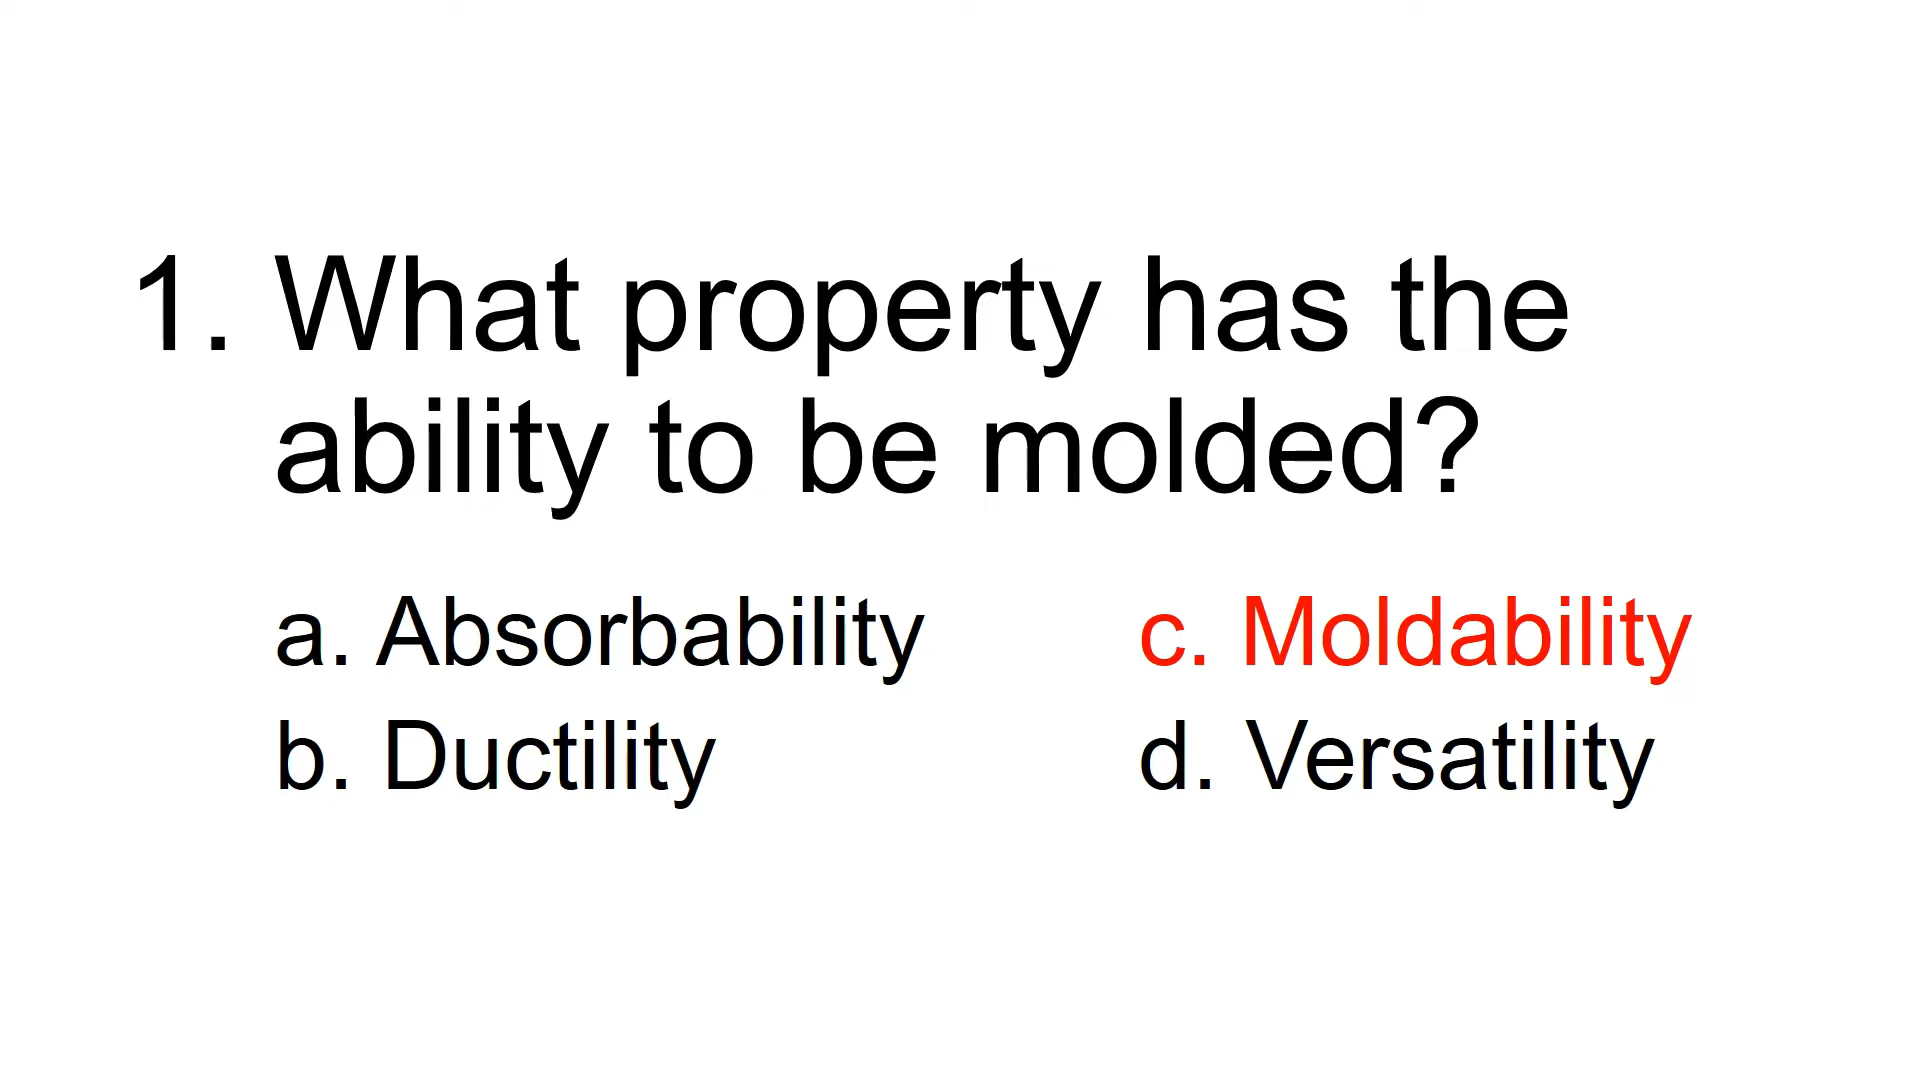 1. What property has the
ability to be molded?
a. Absorbability
b. Ductility
c. Moldability
d. Versatility